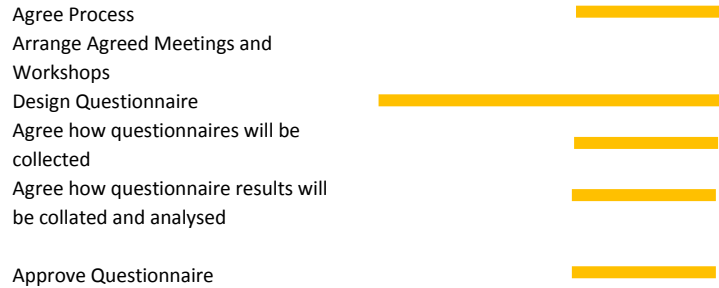 Agree Process
Arrange Agreed Meetings and
Workshops
Design Questionnaire
Agree how questionnaires will be
collected
Agree how questionnaire results will
be collated and analysed
Approve Questionnaire